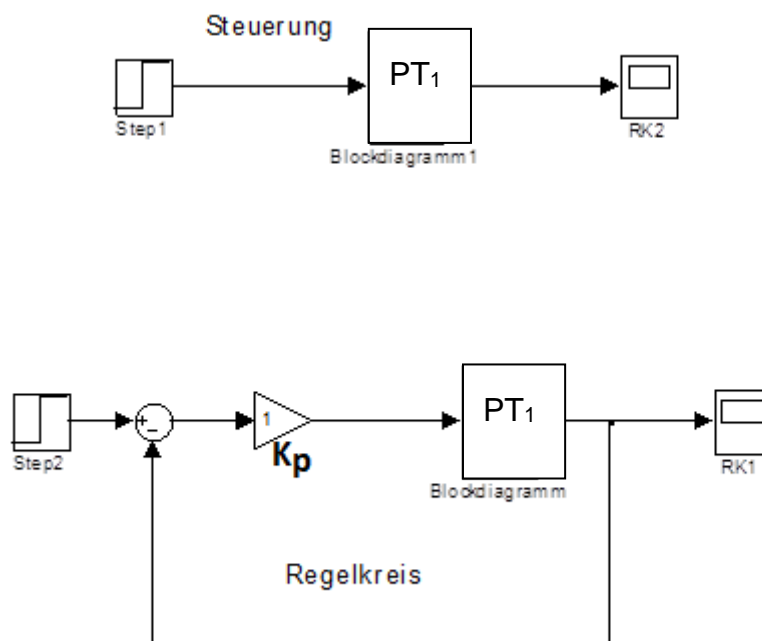 Steuerung
PT₁
Step1
RK2
Blockdiagramm1
PT₁
+
−
1
Kp
Step2
RK1
Blockdiagramm
Regelkreis